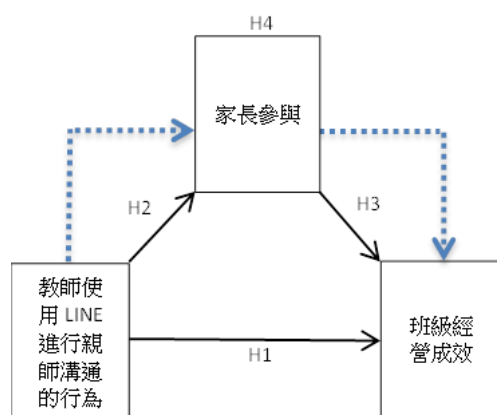 H4
家長參與
H2
H3
教師使
用 LINE
進行親
師溝通
的行為
H1
班級經
營成效